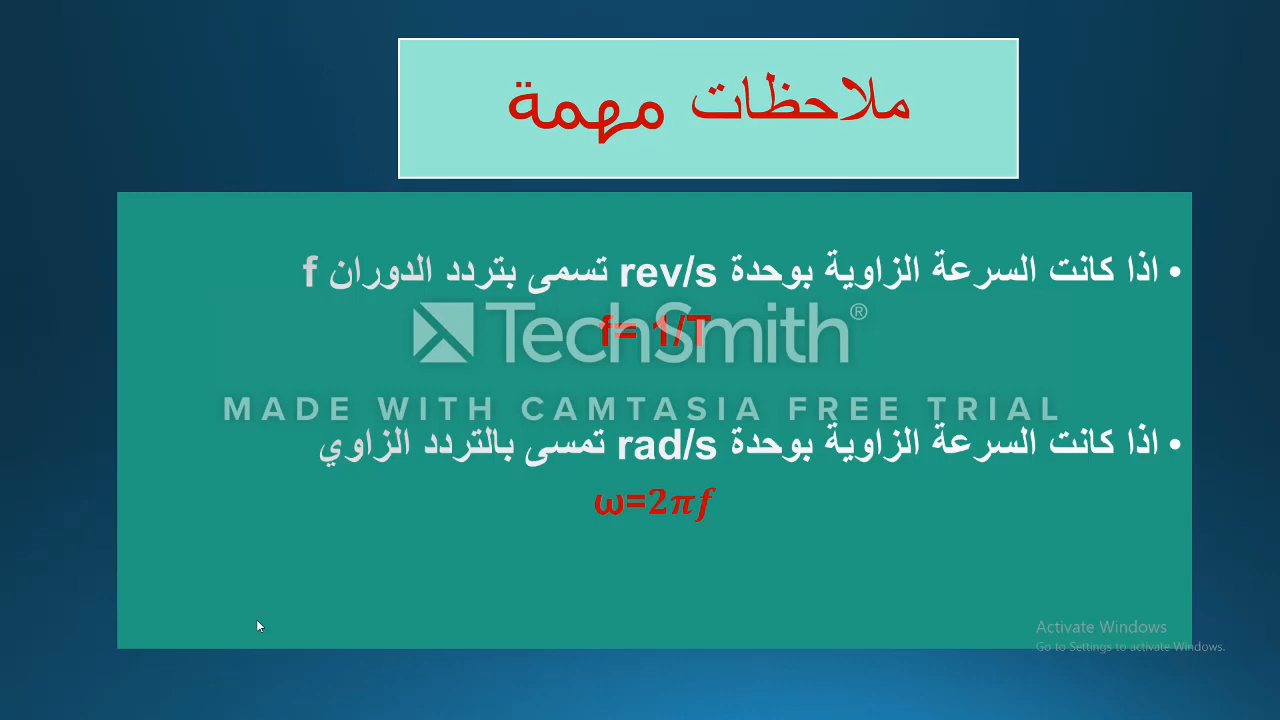 ملاحظات مهمة
• اذا كانت السرعة الزاوية بوحدة rev/s تسمى بتردد الدوران f
f= 1/T
TechSmith®
MADE WITH CAMTASIA FREE TRIAL
• اذا كانت السرعة الزاوية بوحدة rad/s تمسى بالتردد الزاوي
ω=2𝝅𝒇
Activate Windows
Go to Settings to activate Windows.